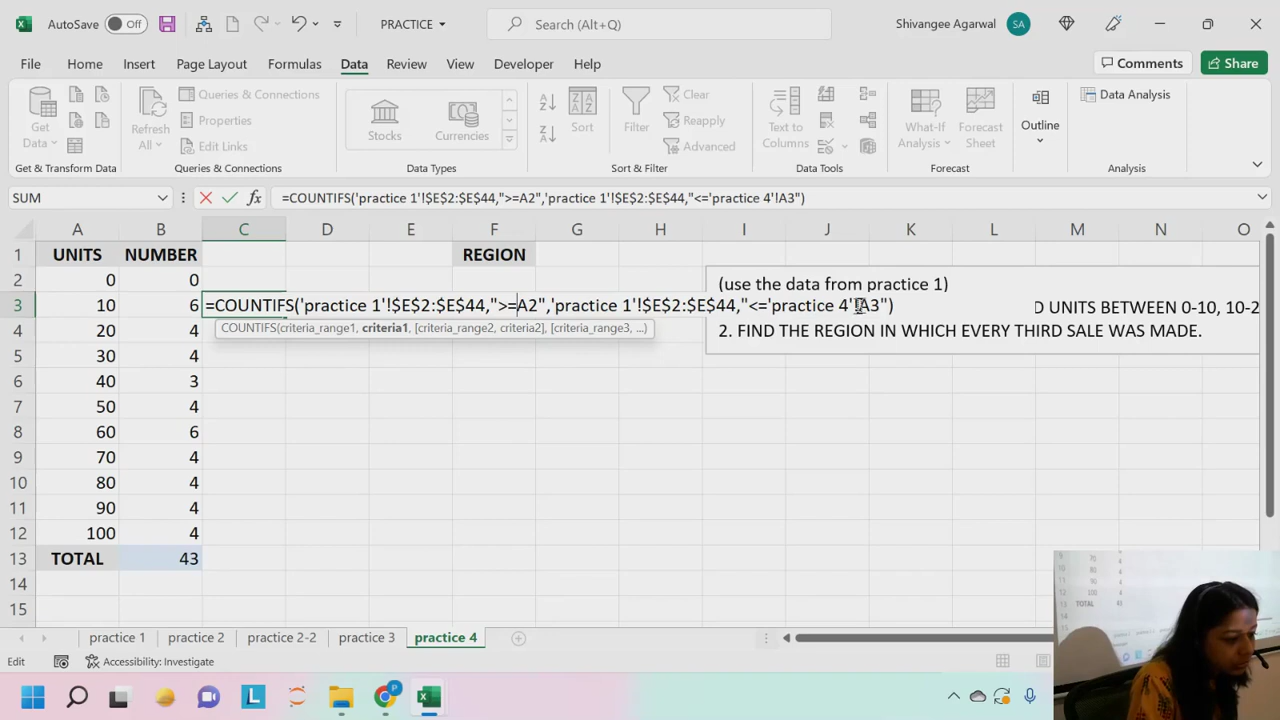 AutoSave Off PRACTICE Search (Alt+Q) Shivangee Agarwal SA
File Home Insert Page Layout Formulas Data Review View Developer Help Comments Share
Get Data Refresh All Queries & Connections Properties Edit Links Stocks Currencies Sort Filter Clear Reapply Advanced Text to Columns What-If Analysis Forecast Sheet Outline Data Analysis
Get & Transform Data Queries & Connections Data Types Sort & Filter Data Tools Forecast Analysis
SUM fx =COUNTIFS('practice 1'!$E$2:$E$44,">=A2",'practice 1'!$E$2:$E$44,"<='practice 4'!A3")
A B C D E F G H I J K L M N O
1 UNITS NUMBER REGION
2 0 0 (use the data from practice 1)
3 10 6 =COUNTIFS('practice 1'!$E$2:$E$44,">=A2",'practice 1'!$E$2:$E$44,"<='practice 4'!A3") D UNITS BETWEEN 0-10, 10-2
COUNTIFS(criteria_range1, criteria1, [criteria_range2, criteria2], [criteria_range3, ...)
4 20 4 2. FIND THE REGION IN WHICH EVERY THIRD SALE WAS MADE.
5 30 4
6 40 3
7 50 4
8 60 6
9 70 4
10 80 4
11 90 4
12 100 4
13 TOTAL 43
14
15
practice 1 practice 2 practice 2-2 practice 3 practice 4
Edit Accessibility: Investigate